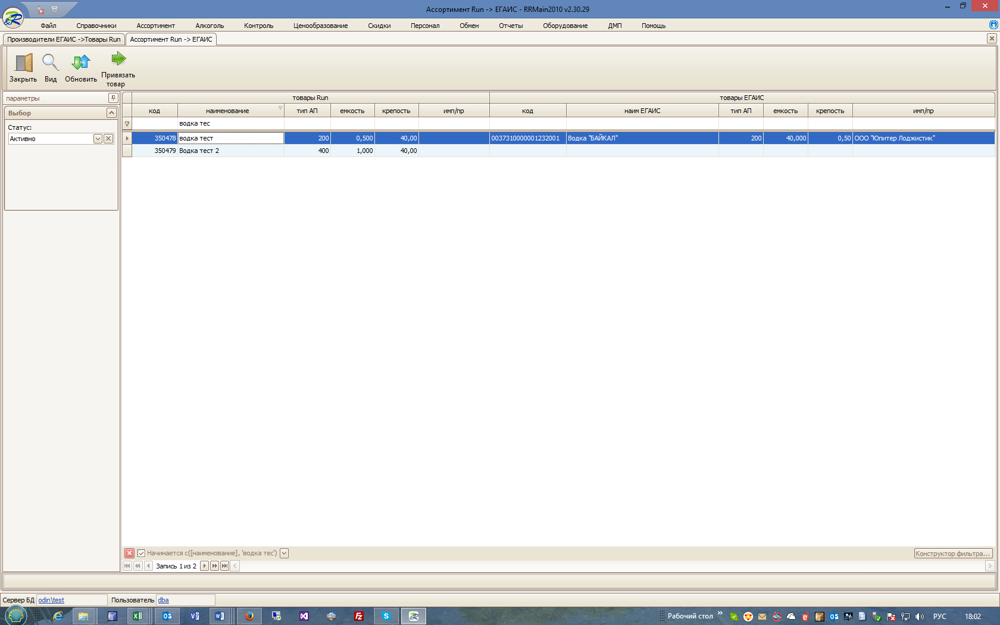 Ассортимент Run -> ЕГАИС - RRMain2010 v2.30.29
Файл Справочники Ассортимент Алкоголь Контроль Ценообразование Скидки Персонал Обмен Отчеты Оборудование ДМП Помощь
Производители ЕГАИС ->Товары Run Ассортимент Run -> ЕГАИС
Закрыть Вид Обновить Привязать товар
параметры
Выбор
Статус:
Активно
товары Run товары ЕГАИС
код наименование тип АП емкость крепость имп/пр код наим ЕГАИС тип АП емкость крепость имп/пр
водка тес
350478 водка тест 200 0,500 40,00 0037310000001232001 Водка "БАЙКАЛ" 200 40,000 0,50 ООО "Юпитер Лоджистик"
350479 Водка тест 2 400 1,000 40,00
Начинается с([наименование], 'водка тес') Конструктор фильтра...
Запись 1 из 2
Сервер БД odin\test Пользователь dba
Рабочий стол » РУС 18:02